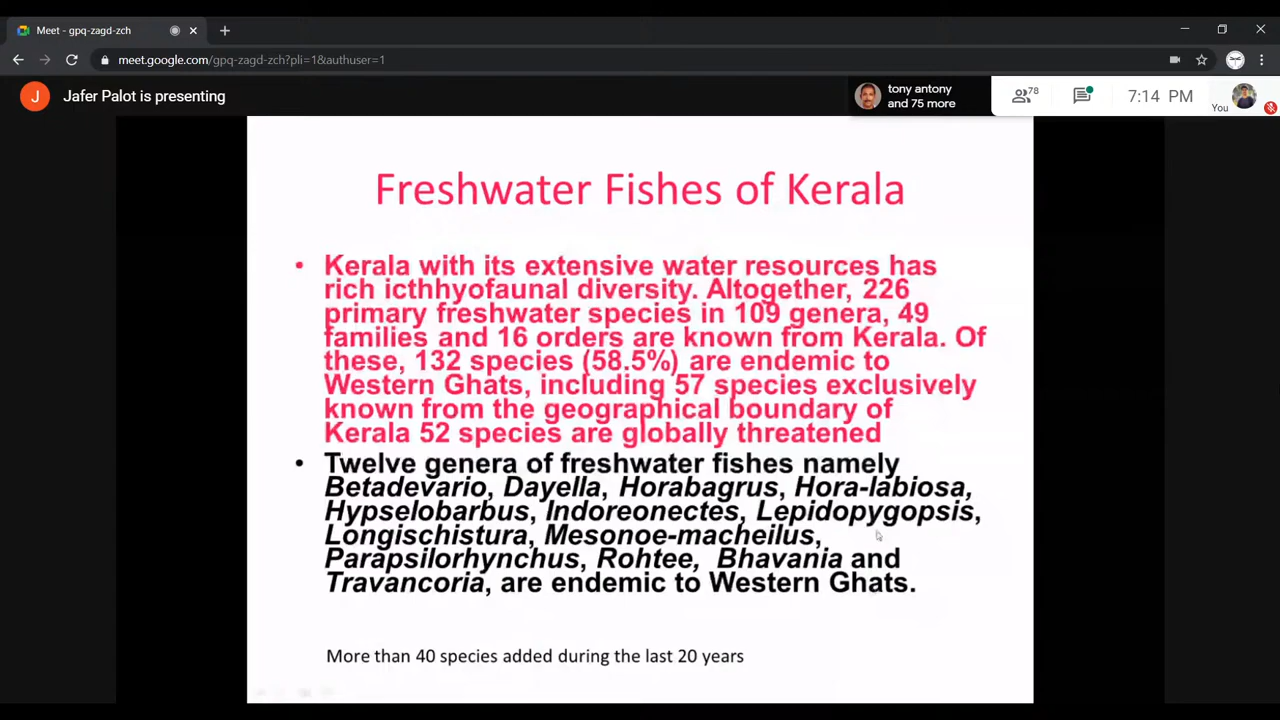 Meet - gpq-zagd-zch
meet.google.com/gpq-zagd-zch?pli=1&authuser=1
J
Jafer Palot is presenting
tony antony
and 75 more
78
7:14 PM
You
Freshwater Fishes of Kerala
• Kerala with its extensive water resources has
rich icthhyofaunal diversity. Altogether, 226
primary freshwater species in 109 genera, 49
families and 16 orders are known from Kerala. Of
these, 132 species (58.5%) are endemic to
Western Ghats, including 57 species exclusively
known from the geographical boundary of
Kerala 52 species are globally threatened
• Twelve genera of freshwater fishes namely
Betadevario, Dayella, Horabagrus, Hora-labiosa,
Hypselobarbus, Indoreonectes, Lepidopygopsis,
Longischistura, Mesonoe-macheilus,
Parapsilorhynchus, Rohtee, Bhavania and
Travancoria, are endemic to Western Ghats.
More than 40 species added during the last 20 years